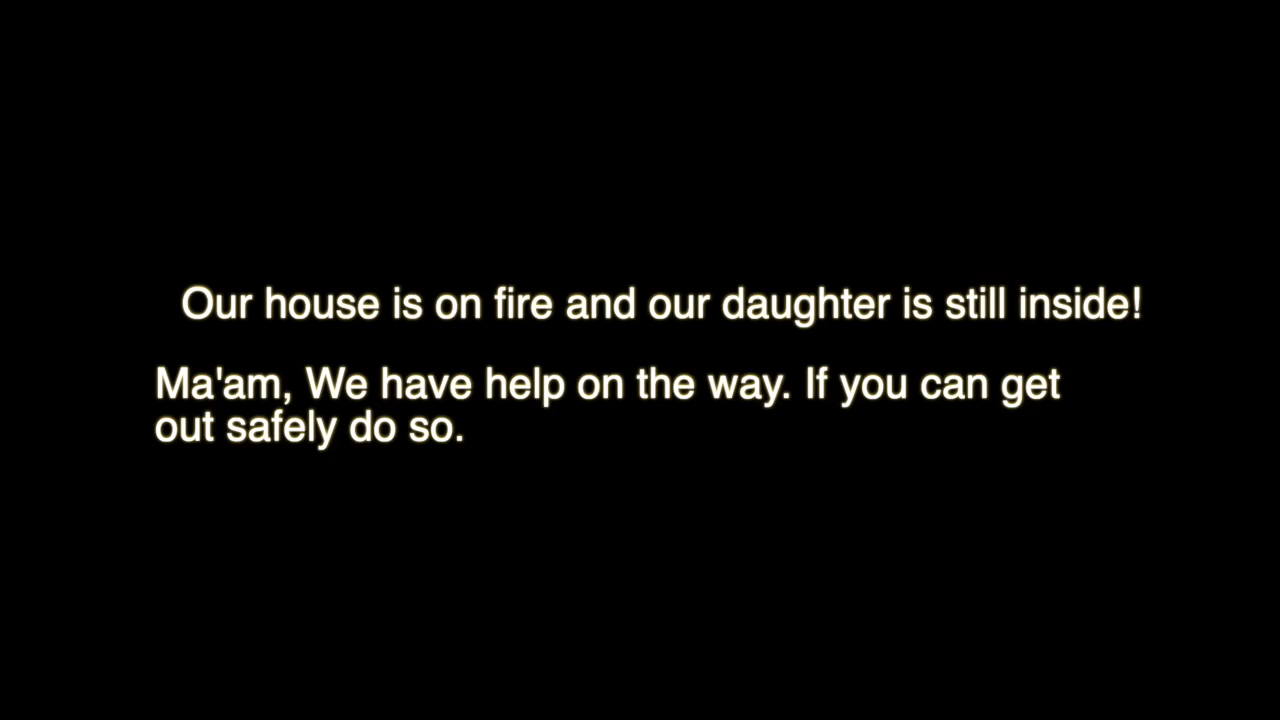 Our house is on fire and our daughter is still inside!
Ma'am, We have help on the way. If you can get
out safely do so.